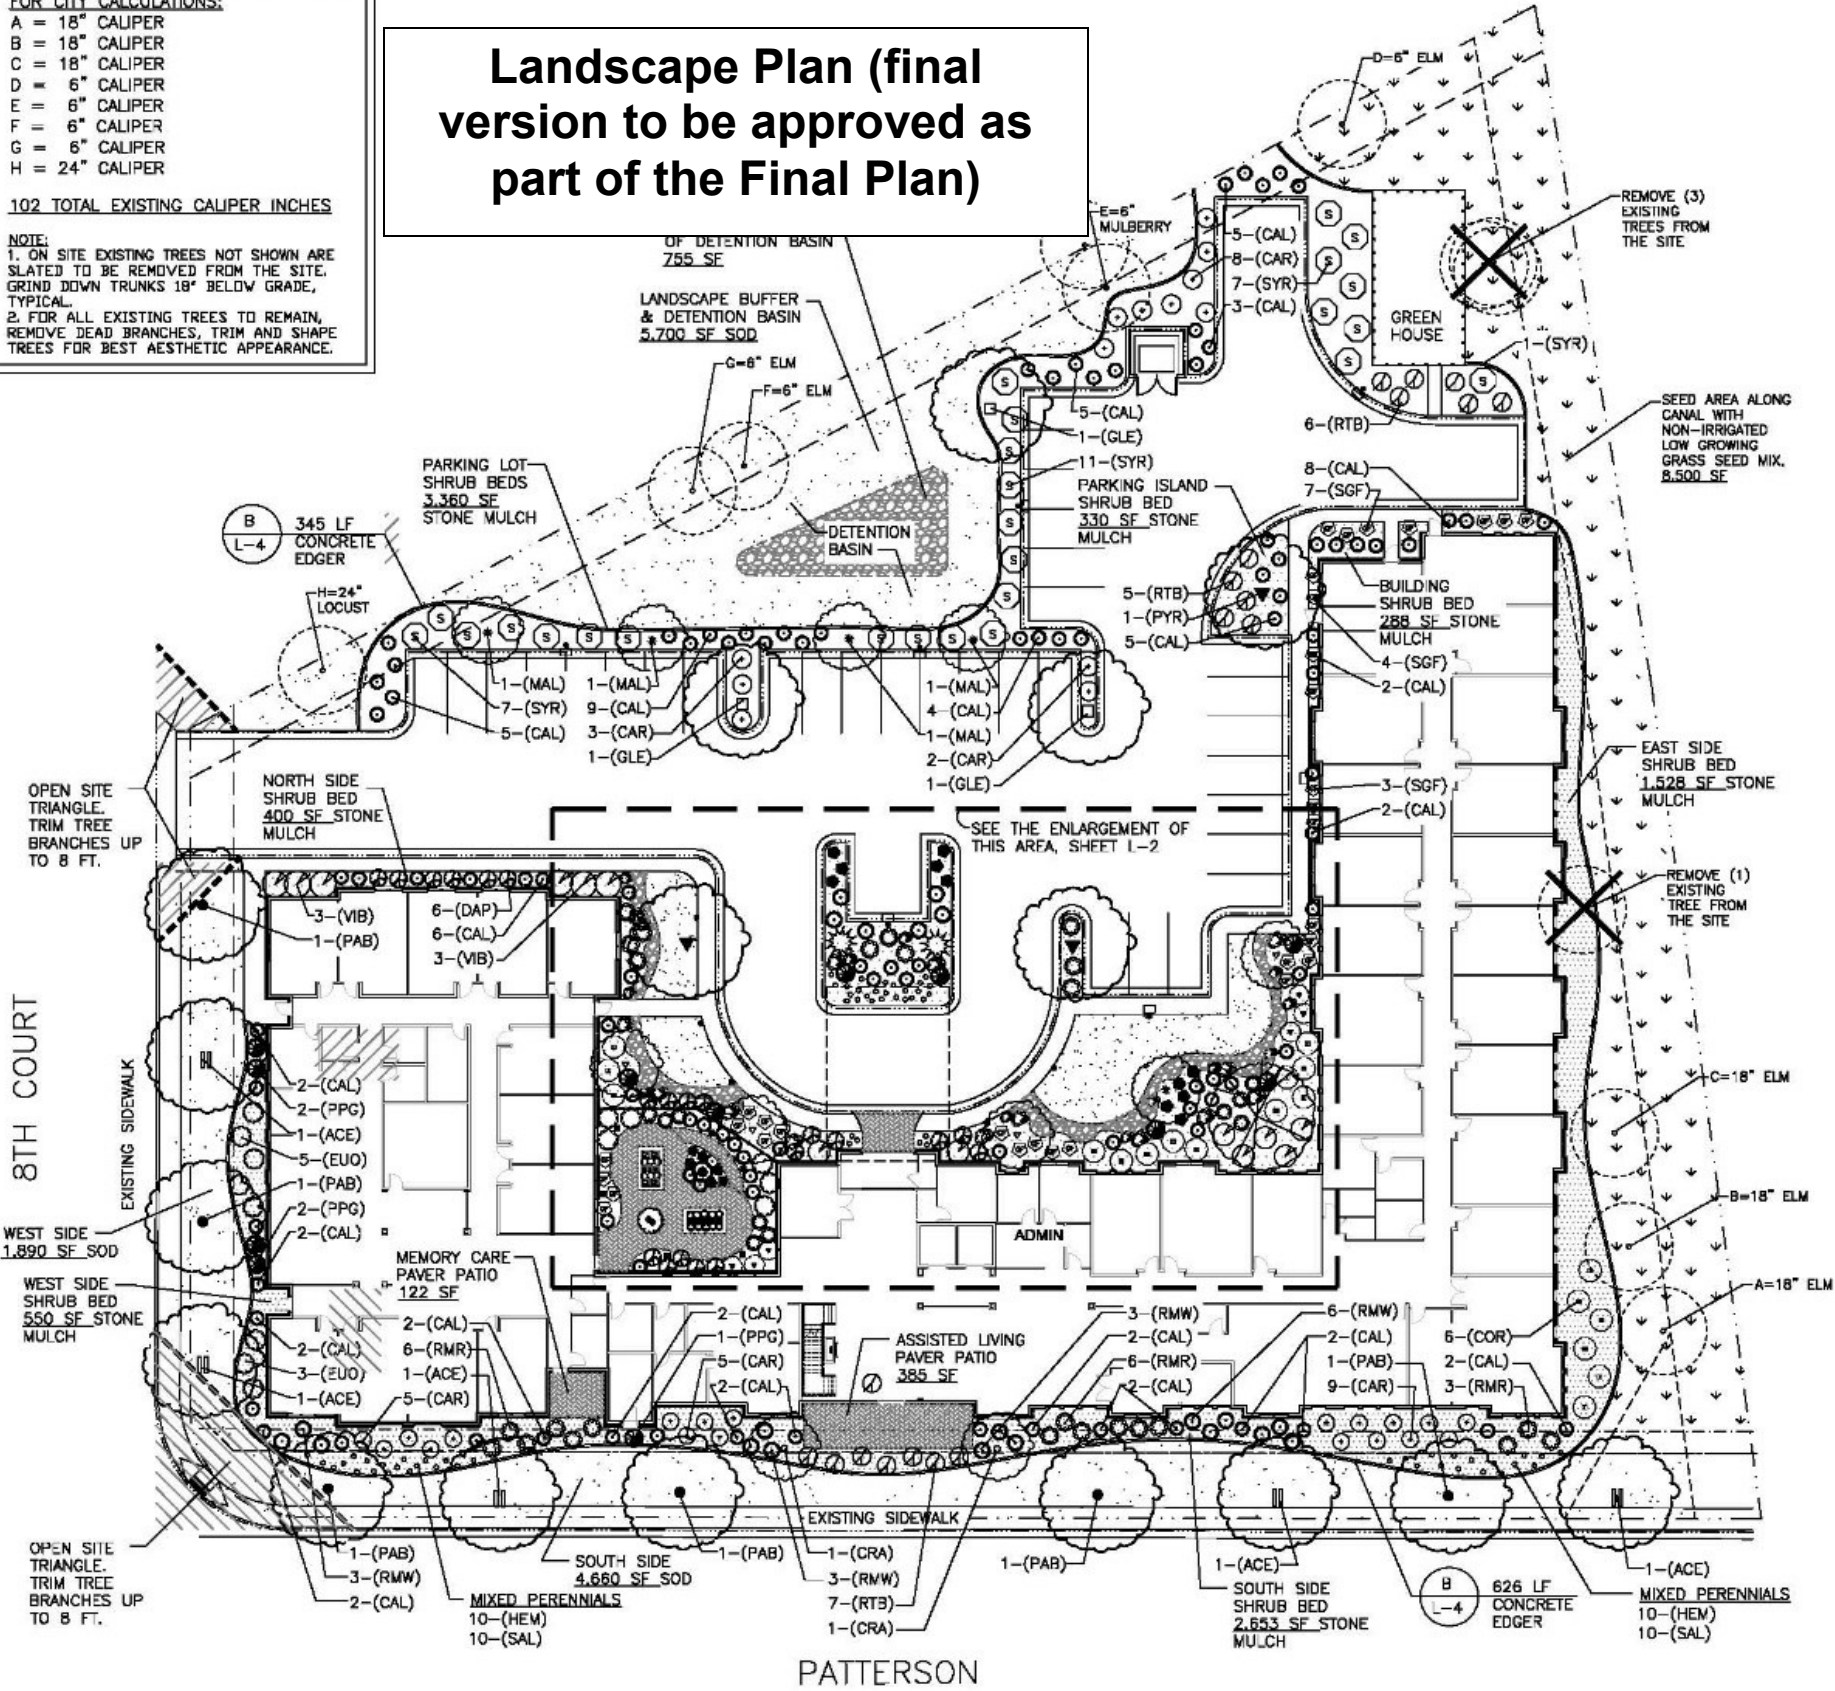 FOR CITY CALCULATIONS:
A = 18" CALIPER
B = 18" CALIPER
C = 18" CALIPER
D = 6" CALIPER
E = 6" CALIPER
F = 6" CALIPER
G = 6" CALIPER
H = 24" CALIPER
102 TOTAL EXISTING CALIPER INCHES
NOTE:
1. ON SITE EXISTING TREES NOT SHOWN ARE
SLATED TO BE REMOVED FROM THE SITE.
GRIND DOWN TRUNKS 18" BELOW GRADE,
TYPICAL.
2. FOR ALL EXISTING TREES TO REMAIN,
REMOVE DEAD BRANCHES, TRIM AND SHAPE
TREES FOR BEST AESTHETIC APPEARANCE.
Landscape Plan (final
version to be approved as
part of the Final Plan)
OF DETENTION BASIN
755 SF
LANDSCAPE BUFFER
& DETENTION BASIN
5,700 SF SOD
G=6" ELM
F=6" ELM
D=6" ELM
E=6"
MULBERRY
5-(CAL)
8-(CAR)
7-(SYR)
3-(CAL)
REMOVE (3)
EXISTING
TREES FROM
THE SITE
GREEN
HOUSE
1-(SYR)
5-(CAL)
1-(GLE)
11-(SYR)
PARKING ISLAND
SHRUB BED
330 SF STONE
MULCH
6-(RTB)
8-(CAL)
7-(SGF)
SEED AREA ALONG
CANAL WITH
NON-IRRIGATED
LOW GROWING
GRASS SEED MIX.
8,500 SF
PARKING LOT
SHRUB BEDS
3,360 SF
STONE MULCH
B
L-4
345 LF
CONCRETE
EDGER
DETENTION
BASIN
H=24"
LOCUST
5-(RTB)
1-(PYR)
5-(CAL)
BUILDING
SHRUB BED
288 SF STONE
MULCH
4-(SGF)
2-(CAL)
1-(MAL)
7-(SYR)
5-(CAL)
1-(MAL)
9-(CAL)
3-(CAR)
1-(GLE)
1-(MAL)
4-(CAL)
1-(MAL)
2-(CAR)
1-(GLE)
EAST SIDE
SHRUB BED
1,528 SF STONE
MULCH
3-(SGF)
2-(CAL)
OPEN SITE
TRIANGLE.
TRIM TREE
BRANCHES UP
TO 8 FT.
NORTH SIDE
SHRUB BED
400 SF STONE
MULCH
SEE THE ENLARGEMENT OF
THIS AREA, SHEET L-2
REMOVE (1)
EXISTING
TREE FROM
THE SITE
3-(VIB)
1-(PAB)
6-(DAP)
6-(CAL)
3-(VIB)
8TH COURT
EXISTING SIDEWALK
2-(CAL)
2-(PPG)
1-(ACE)
5-(EUO)
1-(PAB)
2-(PPG)
2-(CAL)
C=18" ELM
B=18" ELM
A=18" ELM
WEST SIDE
1,890 SF SOD
WEST SIDE
SHRUB BED
550 SF STONE
MULCH
MEMORY CARE
PAVER PATIO
122 SF
ADMIN
2-(CAL)
3-(EUO)
1-(ACE)
2-(CAL)
6-(RMR)
1-(ACE)
5-(CAR)
2-(CAL)
1-(PPG)
5-(CAR)
2-(CAL)
ASSISTED LIVING
PAVER PATIO
385 SF
3-(RMW)
2-(CAL)
6-(RMR)
2-(CAL)
6-(RMW)
2-(CAL)
1-(PAB)
9-(CAR)
6-(COR)
2-(CAL)
3-(RMR)
EXISTING SIDEWALK
OPEN SITE
TRIANGLE.
TRIM TREE
BRANCHES UP
TO 8 FT.
1-(PAB)
3-(RMW)
2-(CAL)
MIXED PERENNIALS
10-(HEM)
10-(SAL)
SOUTH SIDE
4,660 SF SOD
1-(PAB)
1-(CRA)
3-(RMW)
7-(RTB)
1-(CRA)
1-(PAB)
1-(ACE)
SOUTH SIDE
SHRUB BED
2,653 SF STONE
MULCH
B
L-4
626 LF
CONCRETE
EDGER
1-(ACE)
MIXED PERENNIALS
10-(HEM)
10-(SAL)
PATTERSON